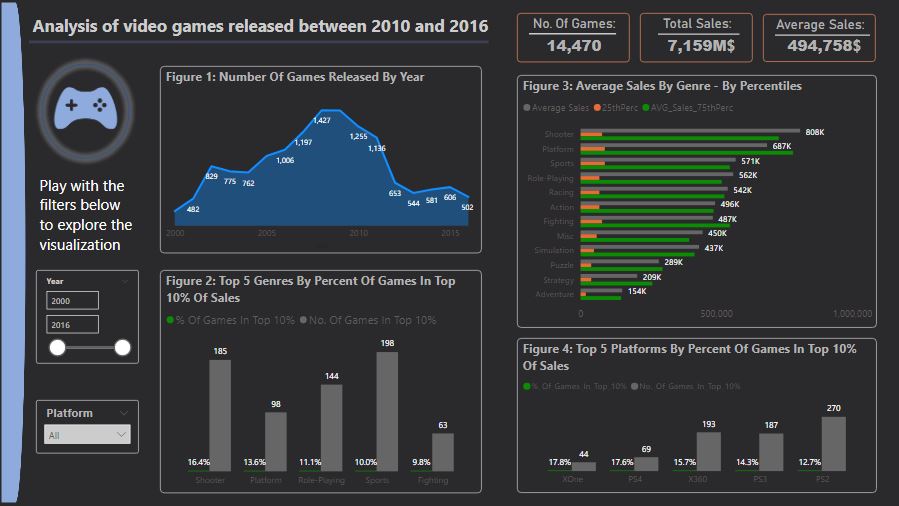 Analysis of video games released between 2010 and 2016
No. Of Games:
14,470
Total Sales:
7,159M$
Average Sales:
494,758$
Play with the
filters below
to explore the
visualization
Year
2000
2016
Platform
All
Figure 1: Number Of Games Released By Year
482
829
775
762
1,006
1,197
1,427
1,255
1,136
653
544
581
606
502
2000
2005
2010
2015
Figure 2: Top 5 Genres By Percent Of Games In Top
10% Of Sales
% Of Games In Top 10% No. Of Games In Top 10%
185
98
144
198
63
16.4%
13.6%
11.1%
10.0%
9.8%
Shooter
Platform
Role-Playing
Sports
Fighting
Figure 3: Average Sales By Genre - By Percentiles
Average Sales 25thPerc AVG_Sales_75thPerc
Shooter 808K
Platform 687K
Sports 571K
Role-Playing 562K
Racing 542K
Action 496K
Fighting 487K
Misc 450K
Simulation 437K
Puzzle 289K
Strategy 209K
Adventure 154K
0
500,000
1,000,000
Figure 4: Top 5 Platforms By Percent Of Games In Top 10%
Of Sales
% Of Games In Top 10% No. Of Games In Top 10%
44
69
193
187
270
17.8%
17.6%
15.7%
14.3%
12.7%
XOne
PS4
X360
PS3
PS2